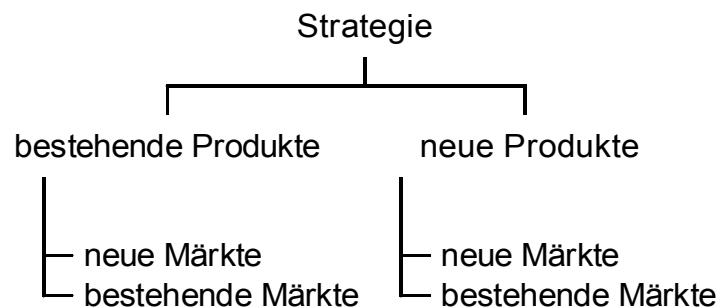 Strategie
bestehende Produkte
neue Produkte
neue Märkte
bestehende Märkte
neue Märkte
bestehende Märkte